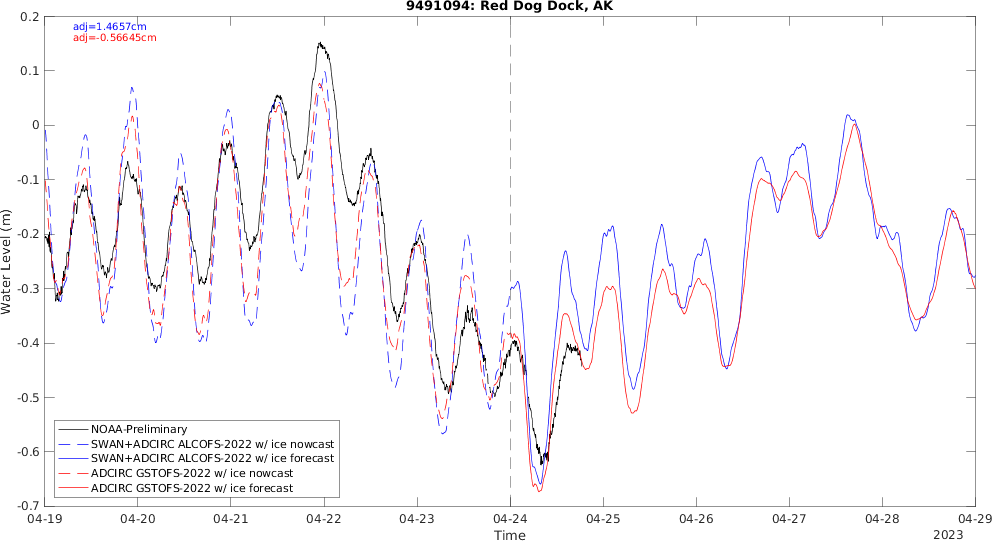 9491094: Red Dog Dock, AK
adj=1.4657cm
adj=-0.56645cm
0.2
0.1
0
-0.1
-0.2
-0.3
-0.4
-0.5
-0.6
-0.7
Water Level (m)
NOAA-Preliminary
SWAN+ADCIRC ALCOFS-2022 w/ ice nowcast
SWAN+ADCIRC ALCOFS-2022 w/ ice forecast
ADCIRC GSTOFS-2022 w/ ice nowcast
ADCIRC GSTOFS-2022 w/ ice forecast
04-19 04-20 04-21 04-22 04-23 04-24 04-25 04-26 04-27 04-28 04-29
Time
2023